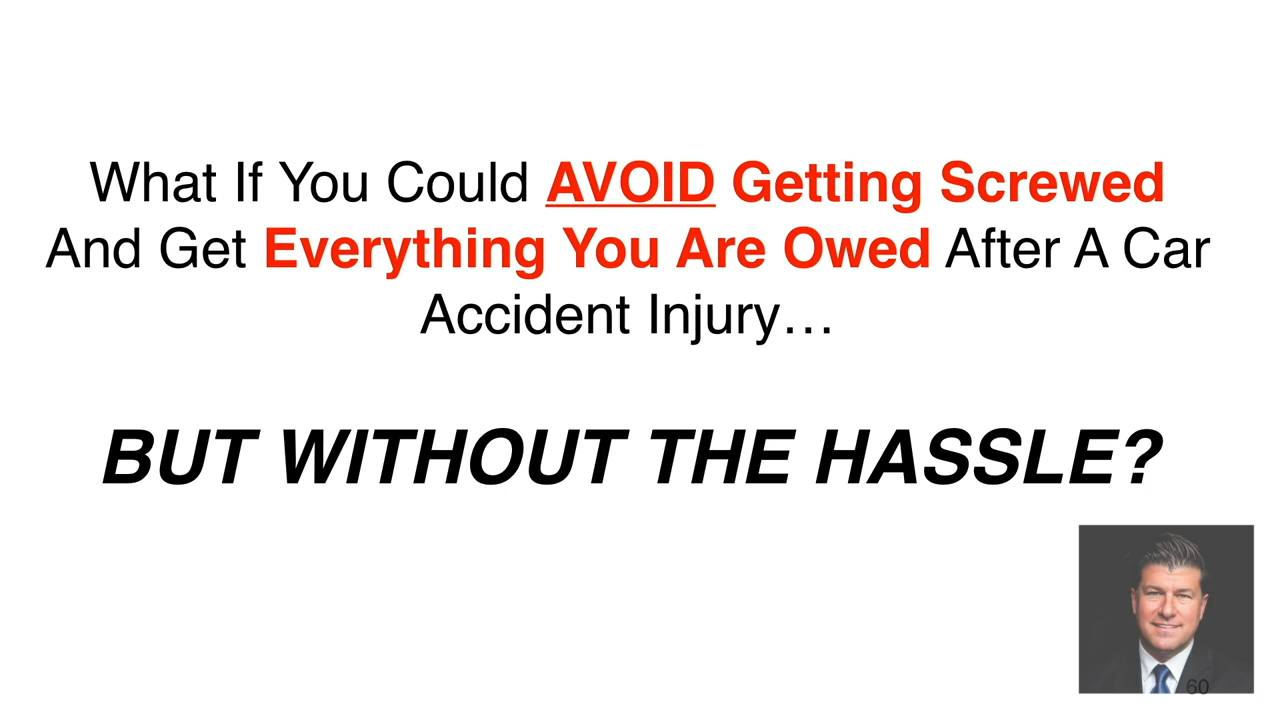 What If You Could AVOID Getting Screwed
And Get Everything You Are Owed After A Car
Accident Injury…
BUT WITHOUT THE HASSLE?
60